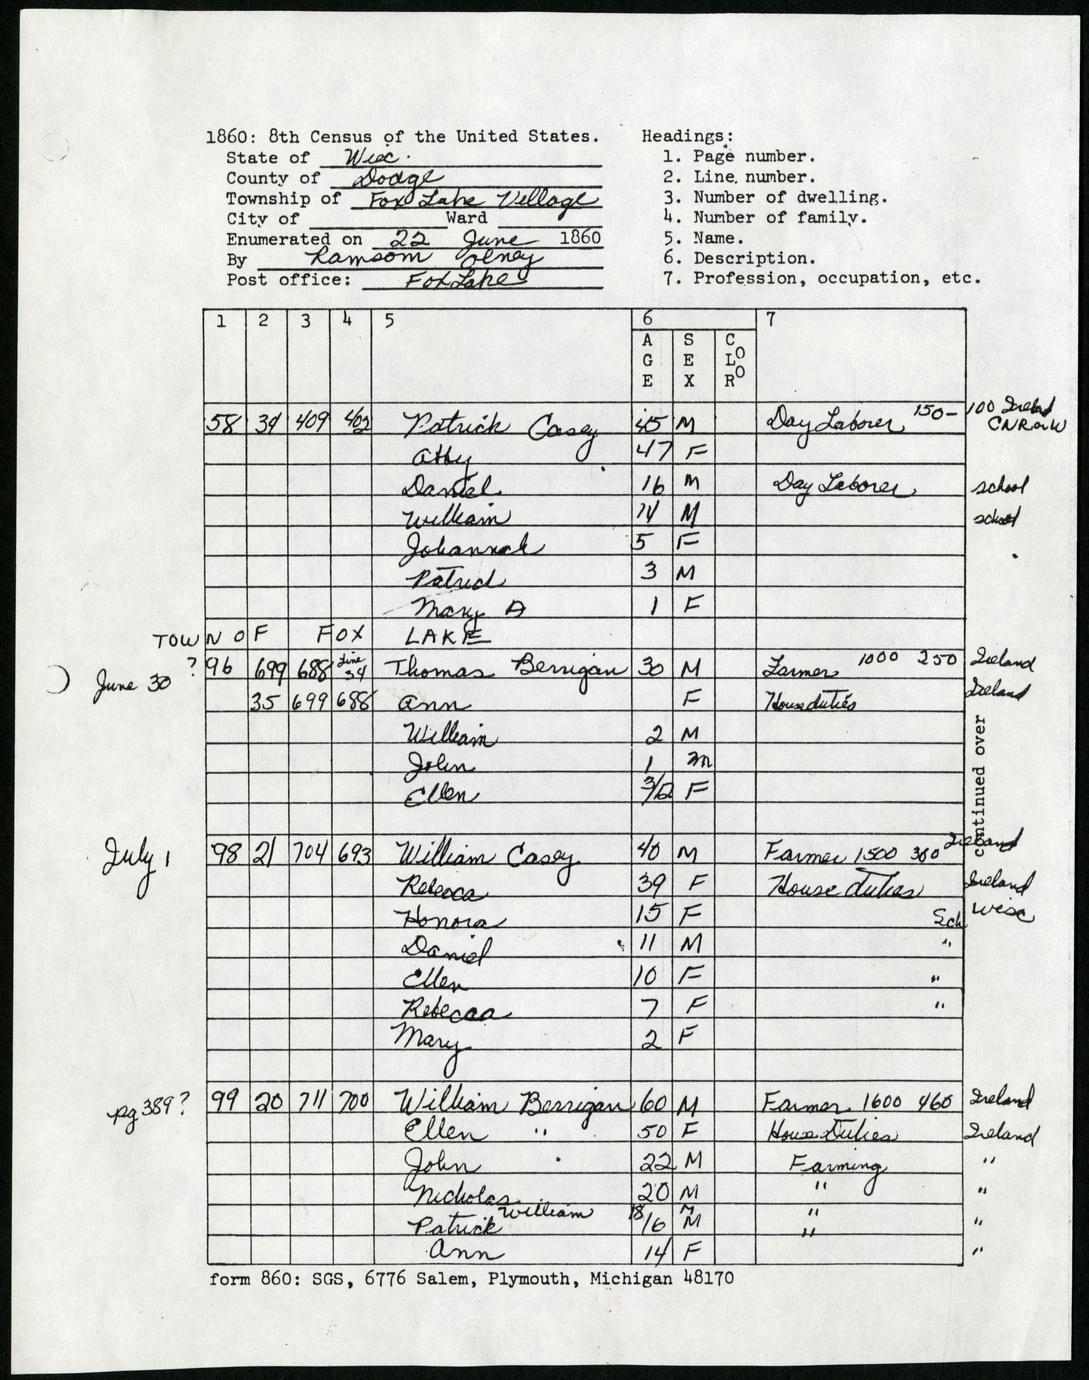 1860: 8th Census of the United States. Headings:
State of Wisc. 1. Page number.
County of Dodge 2. Line number.
Township of Fox Lake Village 3. Number of dwelling.
City of Ward 4. Number of family.
Enumerated on 22 June 1860 5. Name.
By Ramsom Olney 6. Description.
Post office: Fox Lake 7. Profession, occupation, etc.
1 2 3 4 5 6 7
AGE SEX COLOR
58 34 409 402 Patrick Casey 45 M Day Laborer 150- 100 Ireland
CNRorW
Atty 47 F
Daniel 16 M Day Laborer school
William 14 M school
Johannah 5 F
Patrick 3 M
Mary A 1 F
TOWN OF FOX LAKE
? 96 699 688 Line 34 Thomas Berrigan 30 M Farmer 1000 250 Ireland
June 30 35 699 688 Ann F House duties Ireland
William 2 M
John 1 M
Ellen 3/12 F
continued over
July 1 98 21 704 693 William Casey 40 M Farmer 1500 300 Ireland
Rebecca 39 F House duties Ireland
Honora 15 F Sch Wisc
Daniel 11 M "
Ellen 10 F "
Rebecaa 7 F "
Mary 2 F
pg 389? 99 20 711 700 William Berrigan 60 M Farmer 1600 460 Ireland
Ellen " 50 F House Duties Ireland
John 22 M Farming "
Nicholas 20 M " "
William 18 M "
Patrick 16 M " "
Ann 14 F "
form 860: SGS, 6776 Salem, Plymouth, Michigan 48170